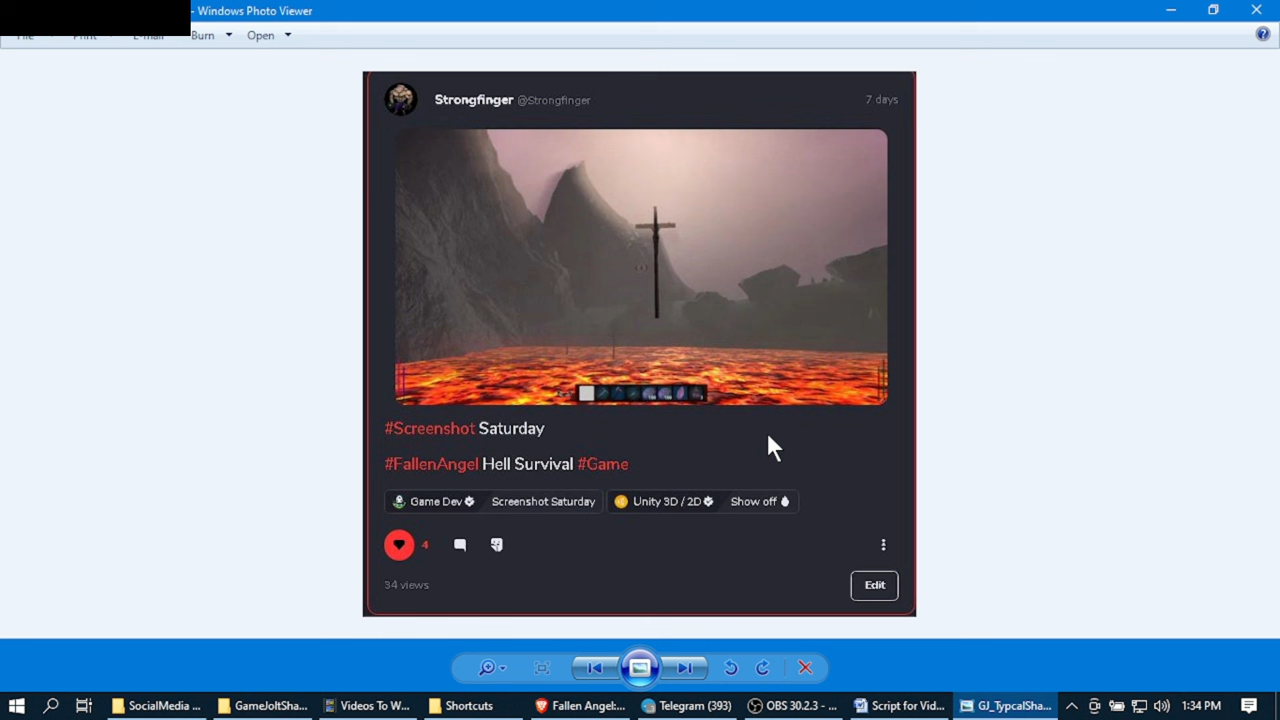 - Windows Photo Viewer
Burn Open
Strongfinger @Strongfinger 7 days
#Screenshot Saturday
#FallenAngel Hell Survival #Game
Game Dev Screenshot Saturday Unity 3D / 2D Show off
4
34 views Edit
SocialMedia ... GameJoltSha... Videos To W... Shortcuts Fallen Angel:... Telegram (393) OBS 30.2.3 - ... Script for Vid... GJ_TypcalSha... 1:34 PM